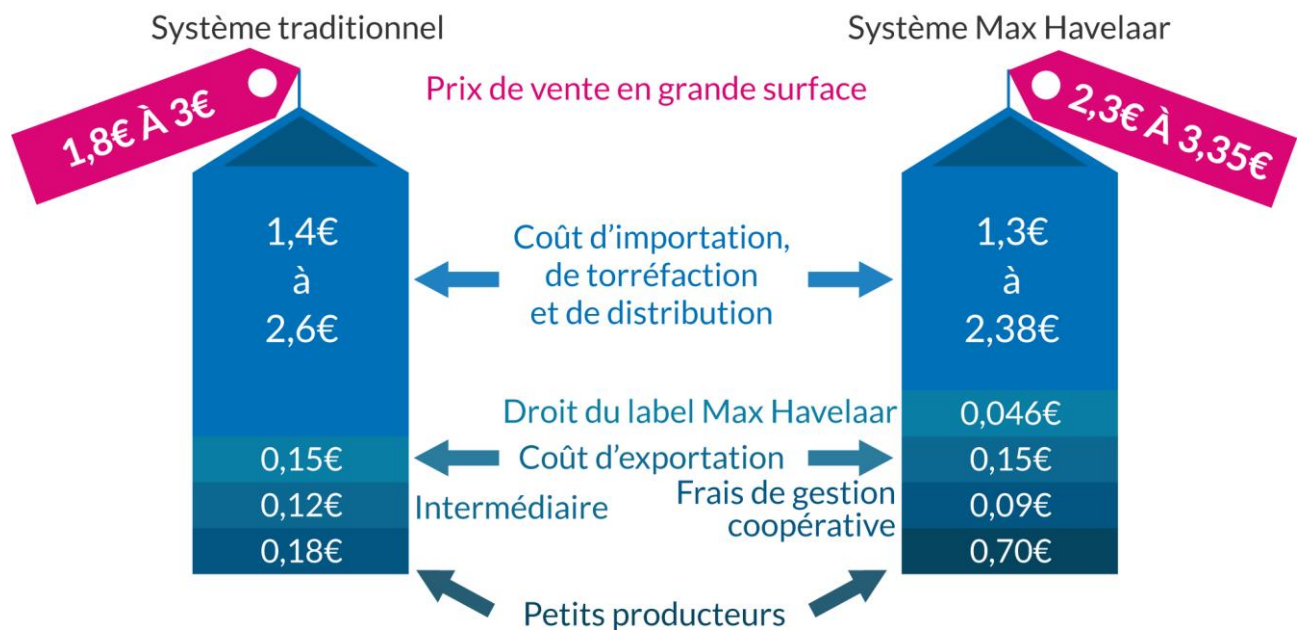 Système traditionnel
Système Max Havelaar
Prix de vente en grande surface
1,8€ À 3€
2,3€ À 3,35€
1,4€
à
2,6€
Coût d’importation,
de torréfaction
et de distribution
1,3€
à
2,38€
Droit du label Max Havelaar
0,046€
0,15€
Coût d’exportation
0,15€
0,12€
Intermédiaire
Frais de gestion
coopérative
0,09€
0,18€
0,70€
Petits producteurs